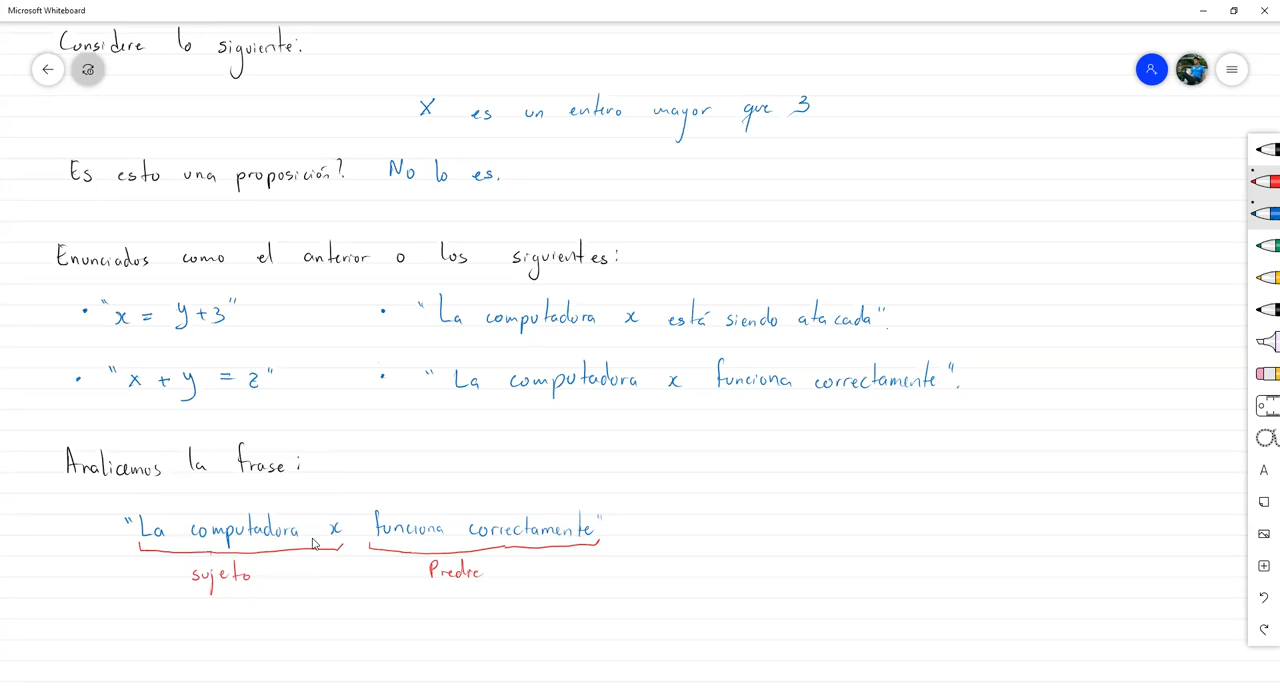 Microsoft Whiteboard
Considere lo siguiente:
X es un entero mayor que 3
Es esto una proposición? No lo es.
Enunciados como el anterior o los siguientes:
• "x = y+3" • "La computadora x está siendo atacada".
• "x + y = z" • "La computadora x funciona correctamente".
Analicemos la frase:
"La computadora x funciona correctamente"
sujeto Predic
A